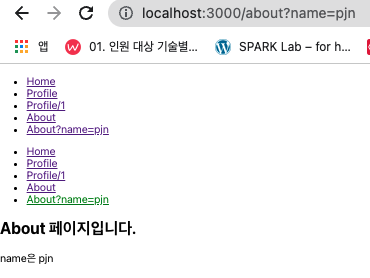 localhost:3000/about?name=pjn
앱 01. 인원 대상 기술별... SPARK Lab – for h...
Home
Profile
Profile/1
About
About?name=pjn
Home
Profile
Profile/1
About
About?name=pjn
About 페이지입니다.
name은 pjn